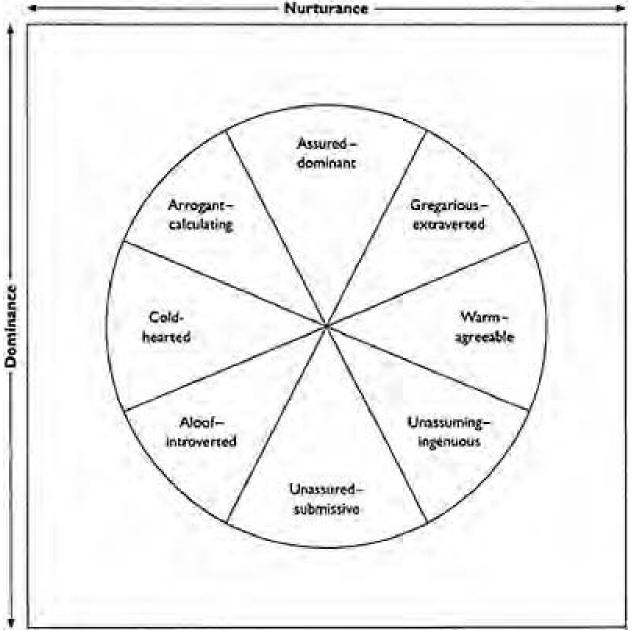 Nurturance
Assured–
dominant
Arrogant–
calculating
Gregarious–
extraverted
Dominance
Cold-
hearted
Warm–
agreeable
Aloof–
introverted
Unassuming–
ingenuous
Unassured–
submissive